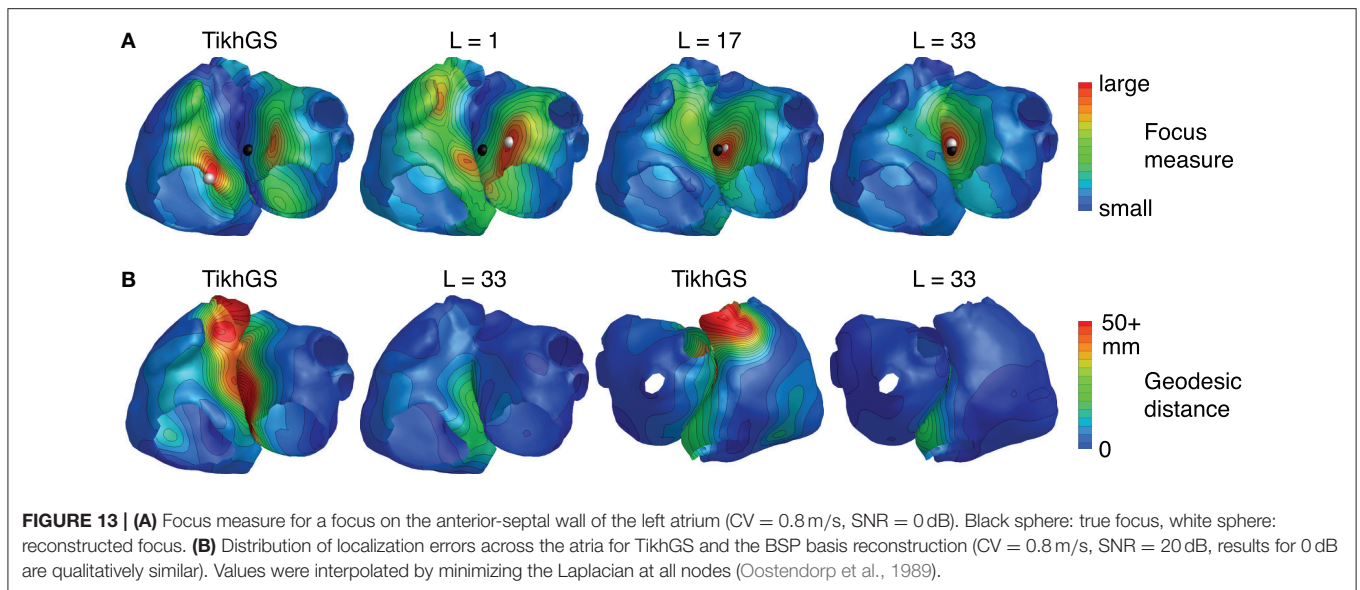 A TikhGS L = 1 L = 17 L = 33
large
Focus
measure
small
B TikhGS L = 33 TikhGS L = 33
50+
mm
Geodesic
distance
0
FIGURE 13 | (A) Focus measure for a focus on the anterior-septal wall of the left atrium (CV = 0.8 m/s, SNR = 0 dB). Black sphere: true focus, white sphere:
reconstructed focus. (B) Distribution of localization errors across the atria for TikhGS and the BSP basis reconstruction (CV = 0.8 m/s, SNR = 20 dB, results for 0 dB
are qualitatively similar). Values were interpolated by minimizing the Laplacian at all nodes (Oostendorp et al., 1989).